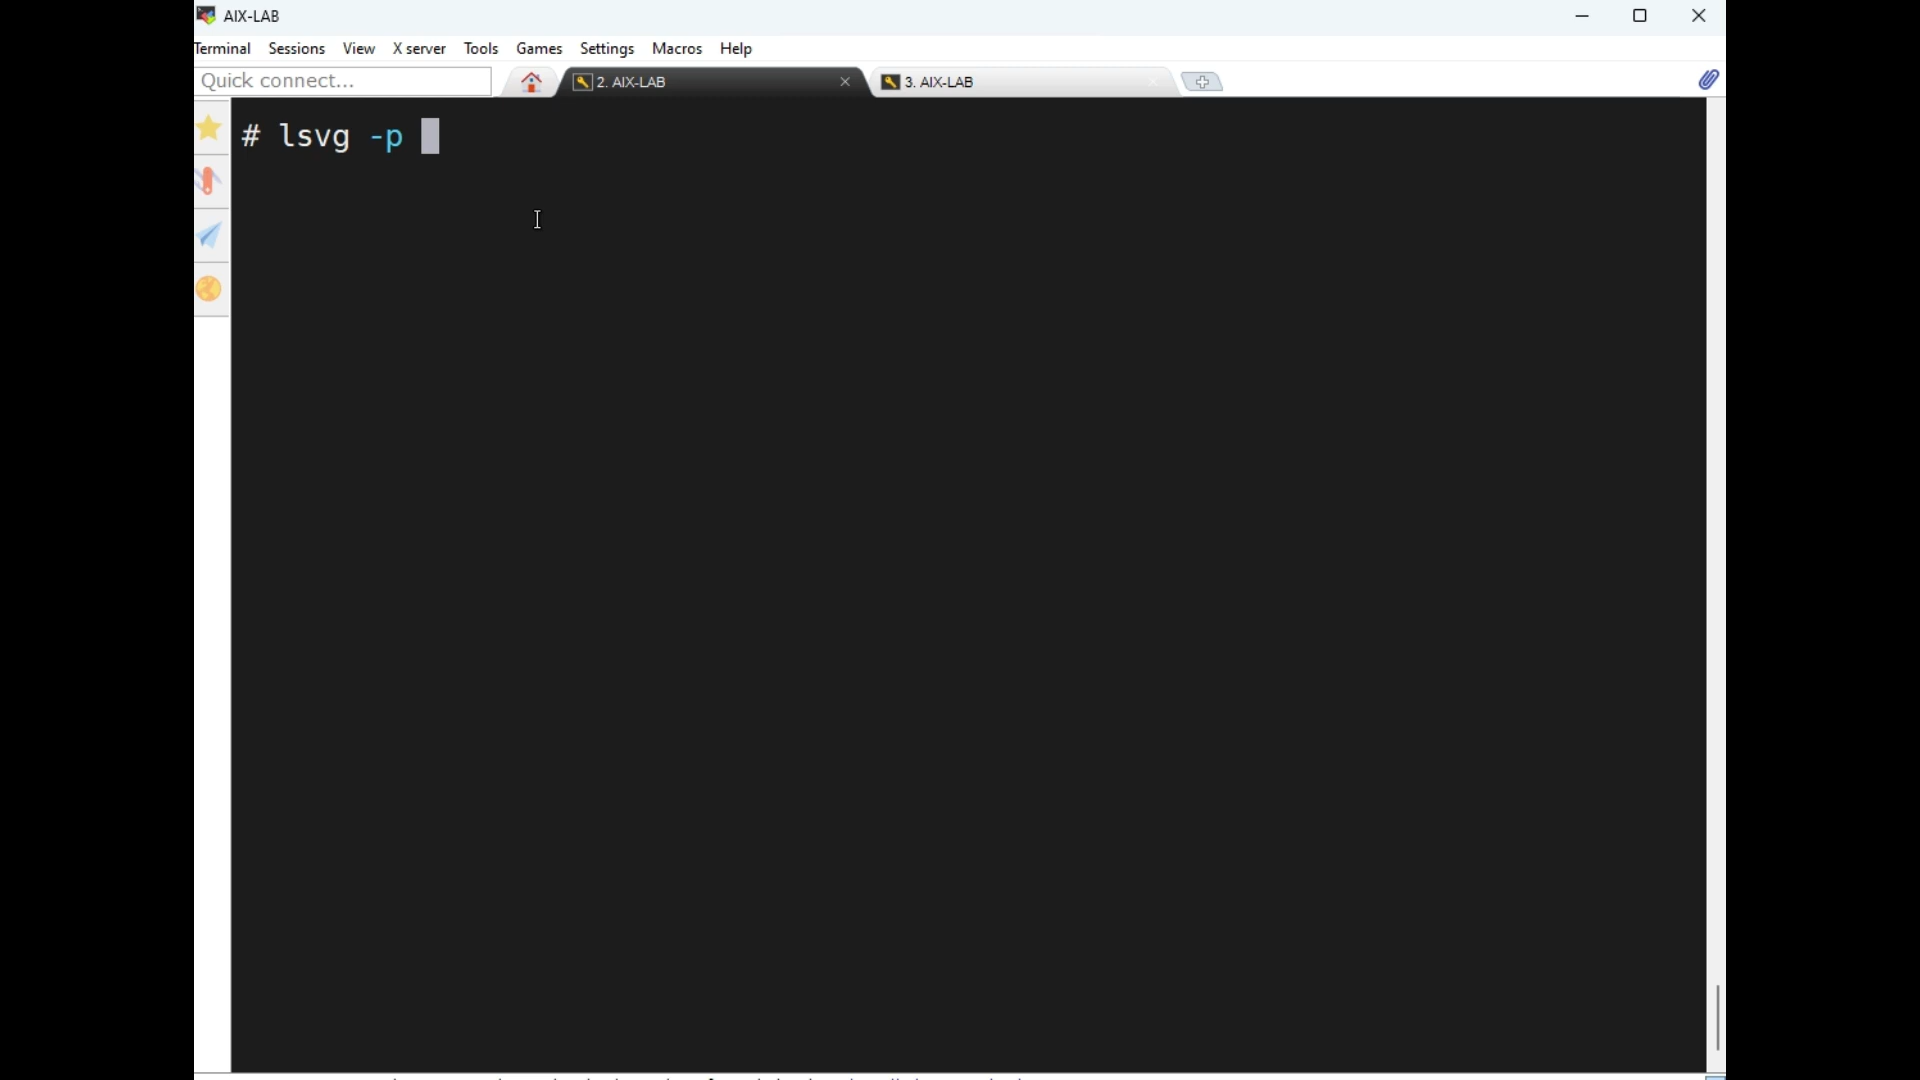 AIX-LAB
Terminal Sessions View X server Tools Games Settings Macros Help
Quick connect...
2. AIX-LAB
3. AIX-LAB
# lsvg -p